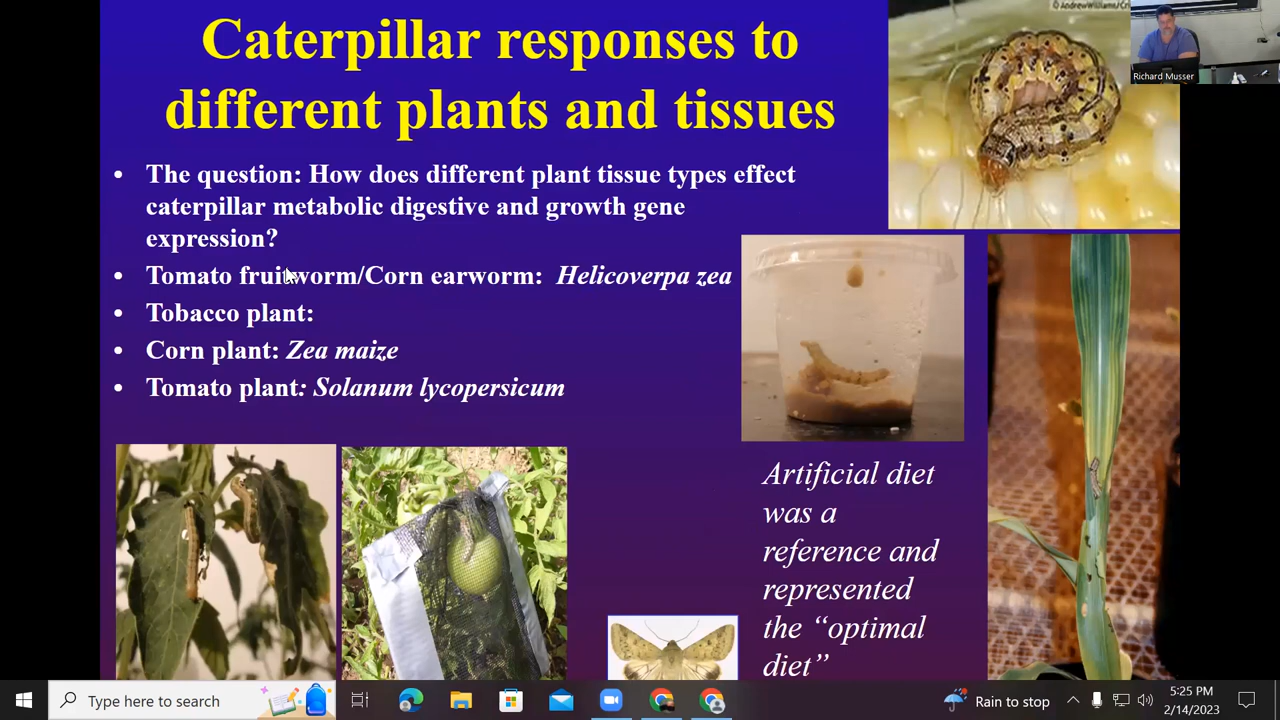 © AndrewWilliams/Cr
Caterpillar responses to
different plants and tissues
Richard Musser
• The question: How does different plant tissue types effect
caterpillar metabolic digestive and growth gene
expression?
• Tomato fruitworm/Corn earworm: Helicoverpa zea
• Tobacco plant:
• Corn plant: Zea maize
• Tomato plant: Solanum lycopersicum
Artificial diet
was a
reference and
represented
the “optimal
diet”
Type here to search
Rain to stop
5:25 PM
2/14/2023